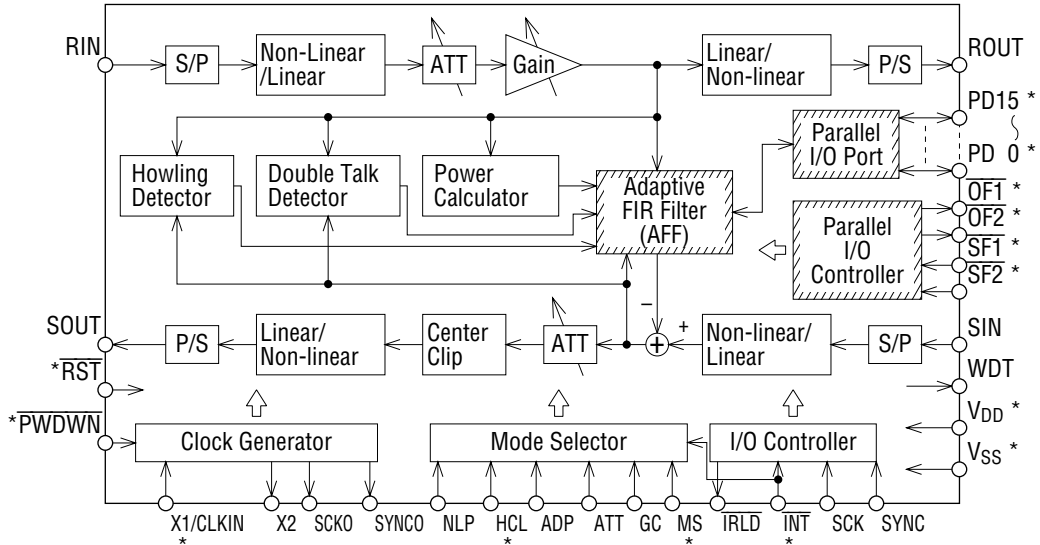 RIN
S/P
Non-Linear
/Linear
ATT
Gain
Linear/
Non-linear
P/S
ROUT
PD15 *
PD 0 *
Parallel
I/O Port
Howling
Detector
Double Talk
Detector
Power
Calculator
Adaptive
FIR Filter
(AFF)
Parallel
I/O
Controller
OF1 *
OF2 *
SF1 *
SF2 *
SOUT
P/S
Linear/
Non-linear
Center
Clip
ATT
−
+
+
Non-linear/
Linear
S/P
SIN
*RST
WDT
*PWDWN
VDD *
VSS *
Clock Generator
Mode Selector
I/O Controller
X1/CLKIN
*
X2
SCKO
SYNCO
NLP
HCL
*
ADP
ATT
GC
MS
*
IRLD
INT
*
SCK
SYNC